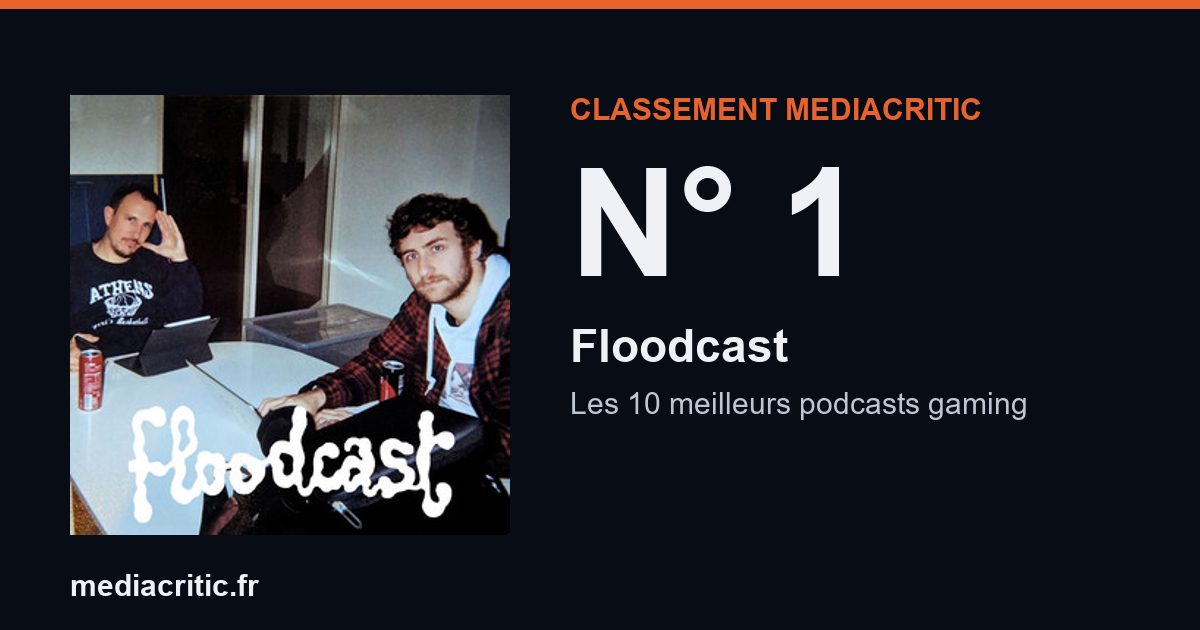 CLASSEMENT MEDIACRITIC
N° 1
Floodcast
Les 10 meilleurs podcasts gaming
ATHENS
Floodcast
mediacritic.fr